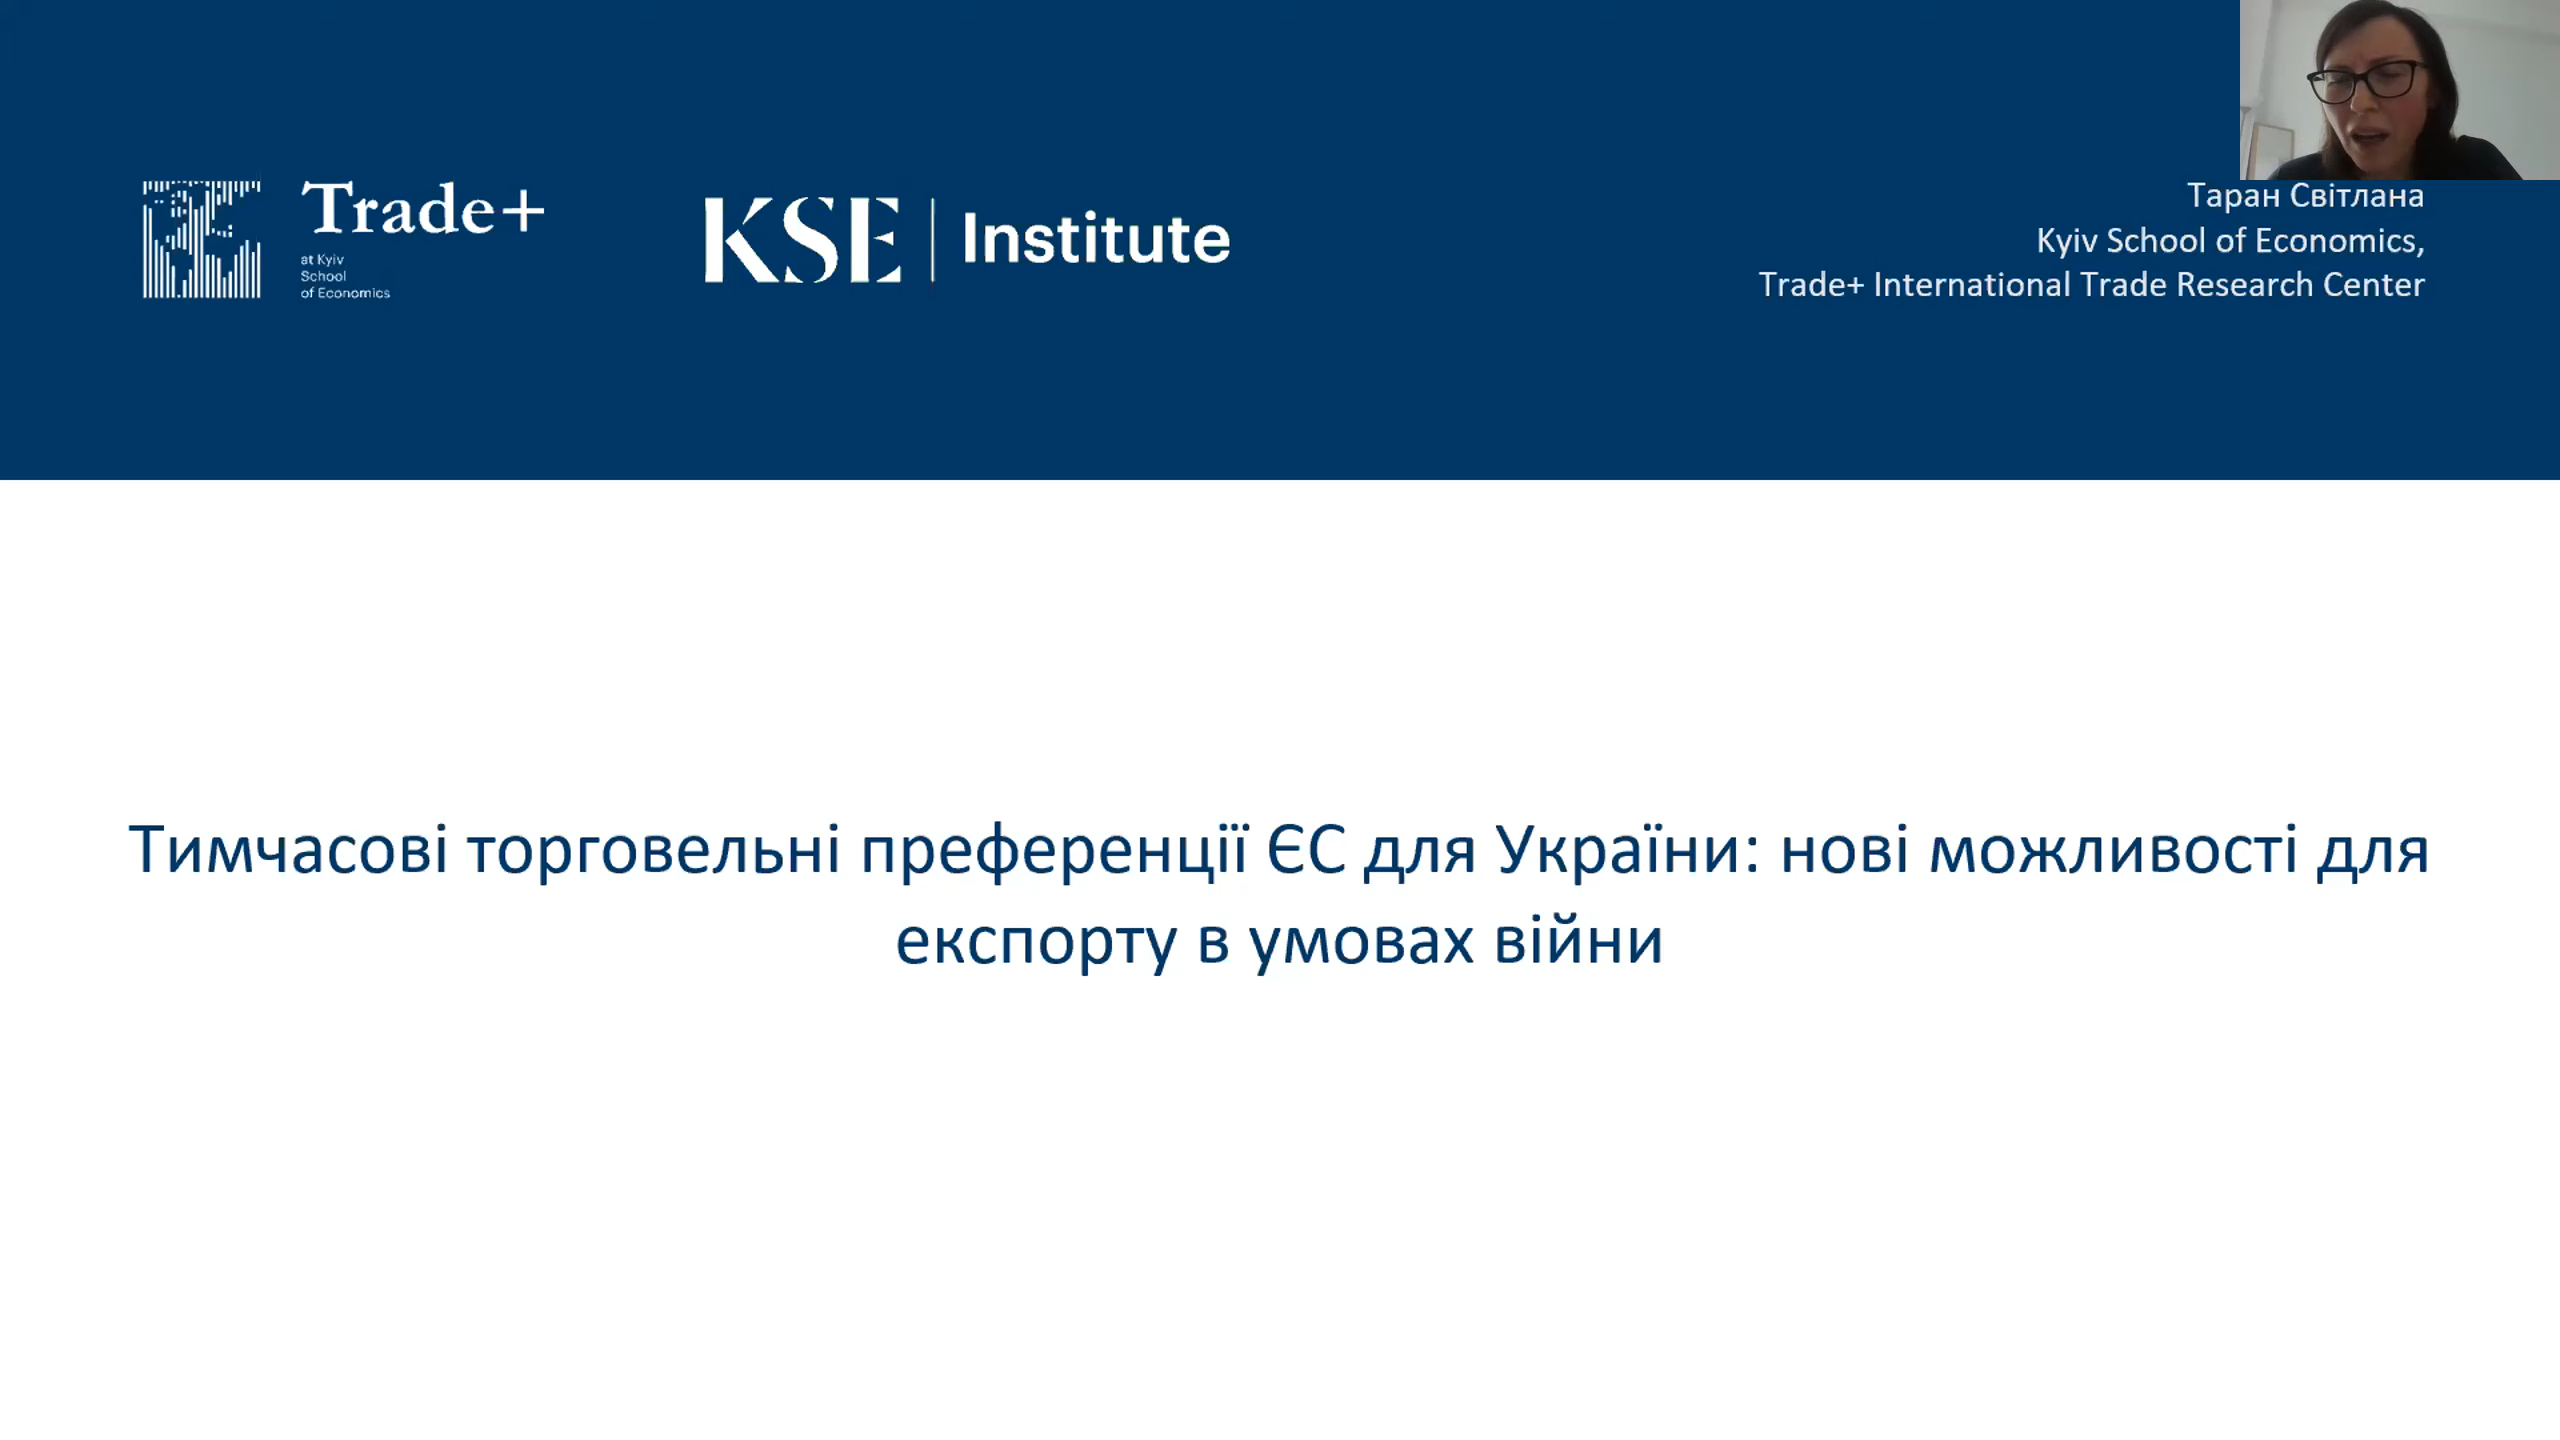 Trade+
at Kyiv
School
of Economics
KSE Institute
Таран Світлана
Kyiv School of Economics,
Trade+ International Trade Research Center
Тимчасові торговельні преференції ЄС для України: нові можливості для
експорту в умовах війни